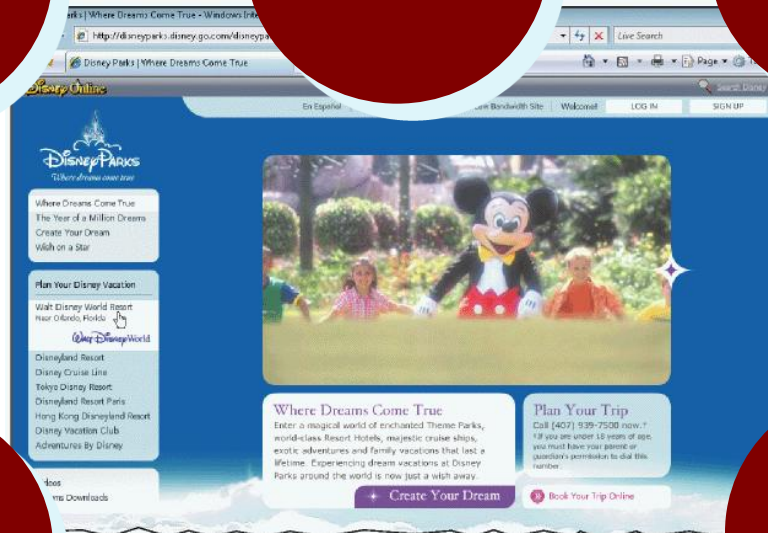 arks | Where Dreams Come True - Windows Inte
http://disneyparks.disney.go.com/disneypa
Live Search
Disney Parks | Where Dreams Come True
Page
Disney Online
Search Disney
En Español
Low Bandwidth Site
Welcome!
LOG IN
SIGN UP
DISNEY PARKS
Where dreams come true
Where Dreams Come True
The Year of a Million Dreams
Create Your Dream
Wish on a Star
Plan Your Disney Vacation
Walt Disney World Resort
Near Orlando, Florida
Walt Disney World
Disneyland Resort
Disney Cruise Line
Tokyo Disney Resort
Disneyland Resort Paris
Hong Kong Disneyland Resort
Disney Vacation Club
Adventures By Disney
Downloads
Where Dreams Come True
Enter a magical world of enchanted Theme Parks,
world-class Resort Hotels, majestic cruise ships,
exotic adventures and family vacations that last a
lifetime. Experiencing dream vacations at Disney
Parks around the world is now just a wish away.
Create Your Dream
Plan Your Trip
Call (407) 939-7500 now.†
†If you are under 18 years of age,
you must have your parent or
guardian's permission to dial this
number.
Book Your Trip Online